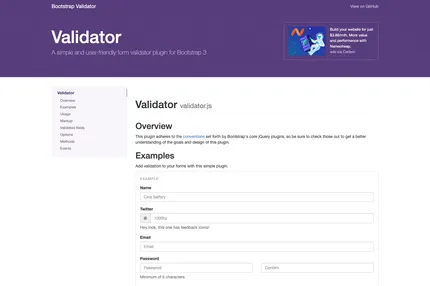 Bootstrap Validator
View on GitHub
Validator
A simple and user-friendly form validator plugin for Bootstrap 3
Build your website for just
$3.88/mth. More value
and performance with
Namecheap.
ads via Carbon
Validator
Overview
Examples
Usage
Markup
Validated fields
Options
Methods
Events
Validator validator.js
Overview
This plugin adheres to the conventions set forth by Bootstrap's core jQuery plugins, so be sure to check those out to get a better
understanding of the goals and design of this plugin.
Examples
Add validation to your forms with this simple plugin.
EXAMPLE
Name
Cina Saffary
Twitter
@
1000hz
Hey look, this one has feedback icons!
Email
Email
Password
Password
Confirm
Minimum of 6 characters